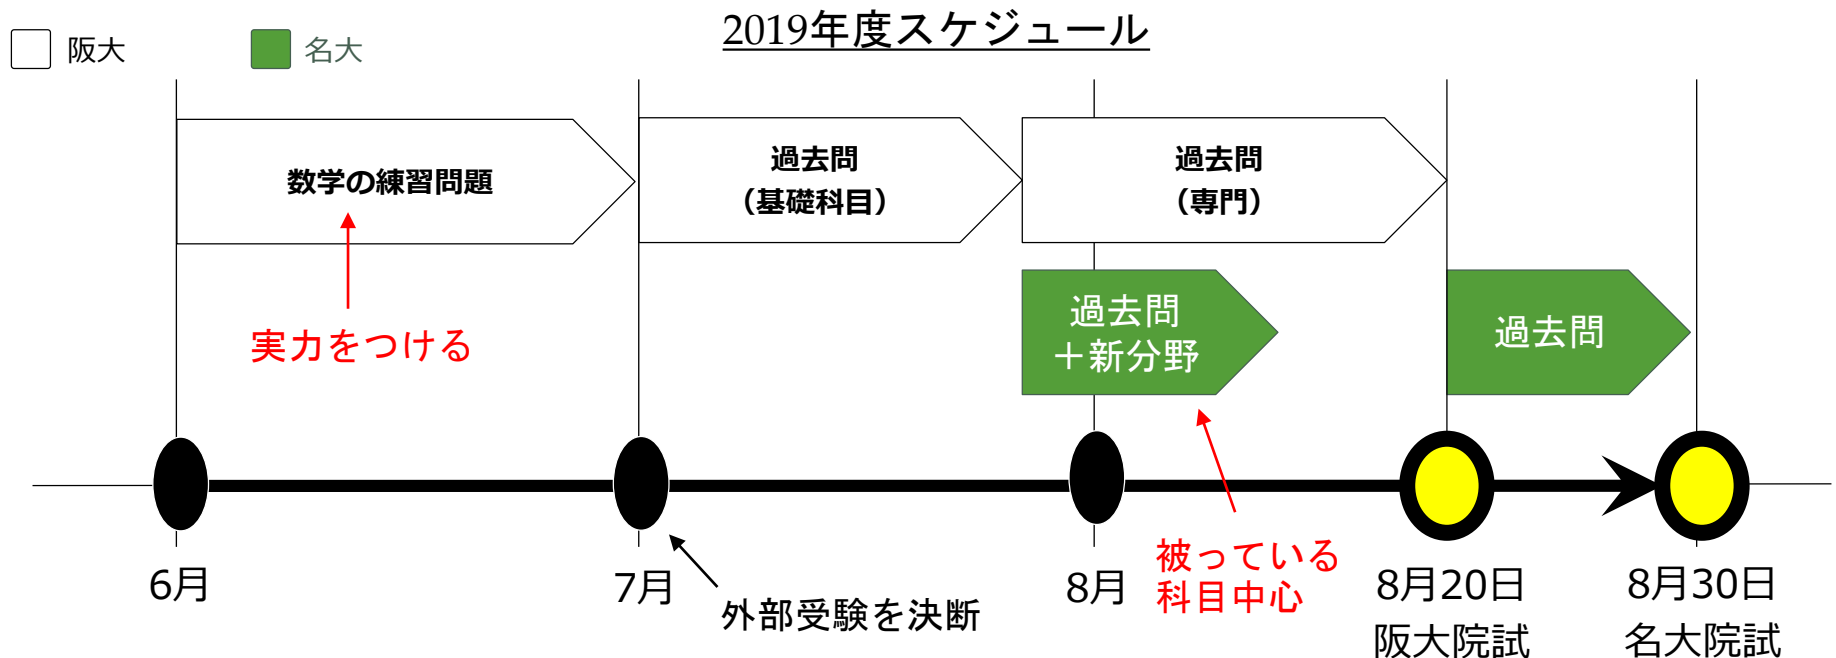 2019年度スケジュール
阪大
名大
数学の練習問題
過去問
（基礎科目）
過去問
（専門）
実力をつける
過去問
＋新分野
過去問
6月
7月
外部受験を決断
8月
被っている
科目中心
8月20日
阪大院試
8月30日
名大院試